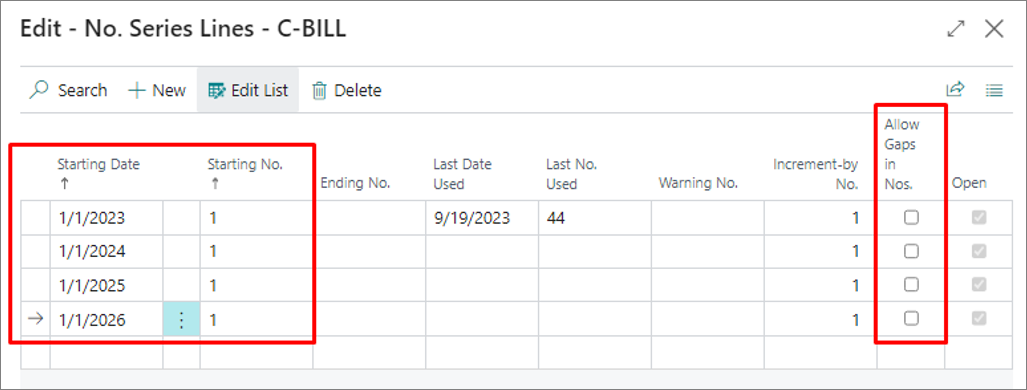 Edit - No. Series Lines - C-BILL
Search New Edit List Delete
Starting Date ↑ Starting No. ↑ Ending No. Last Date Used Last No. Used Warning No. Increment-by No. Allow Gaps in Nos. Open
1/1/2023 1 9/19/2023 44 1
1/1/2024 1 1
1/1/2025 1 1
→ 1/1/2026 1 1